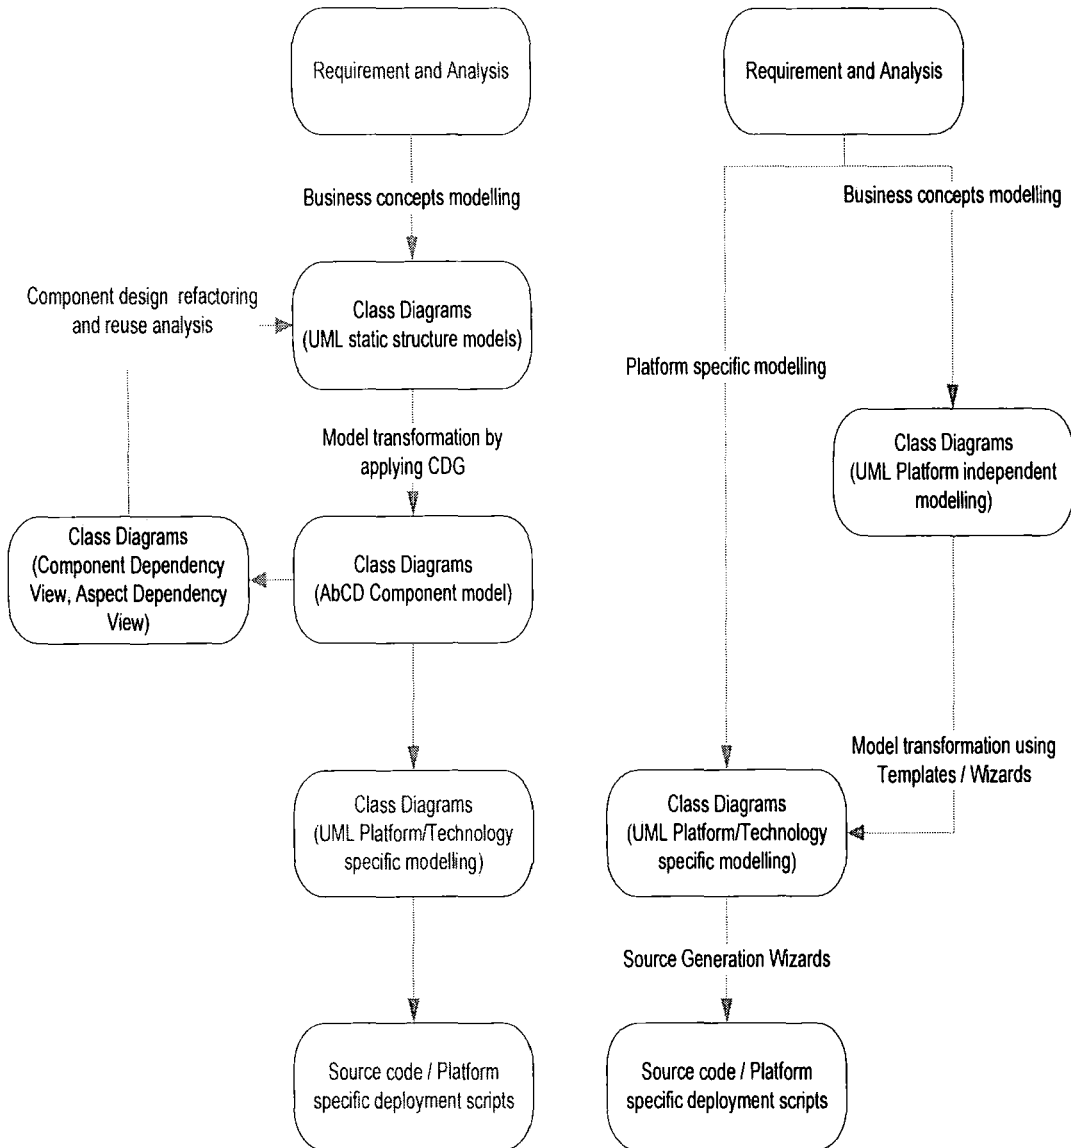 Requirement and Analysis
Business concepts modelling
Component design refactoring
and reuse analysis
Class Diagrams
(UML static structure models)
Model transformation by
applying CDG
Class Diagrams
(Component Dependency
View, Aspect Dependency
View)
Class Diagrams
(AbCD Component model)
Class Diagrams
(UML Platform/Technology
specific modelling)
Source code / Platform
specific deployment scripts
Requirement and Analysis
Business concepts modelling
Platform specific modelling
Class Diagrams
(UML Platform independent
modelling)
Model transformation using
Templates / Wizards
Class Diagrams
(UML Platform/Technology
specific modelling)
Source Generation Wizards
Source code / Platform
specific deployment scripts